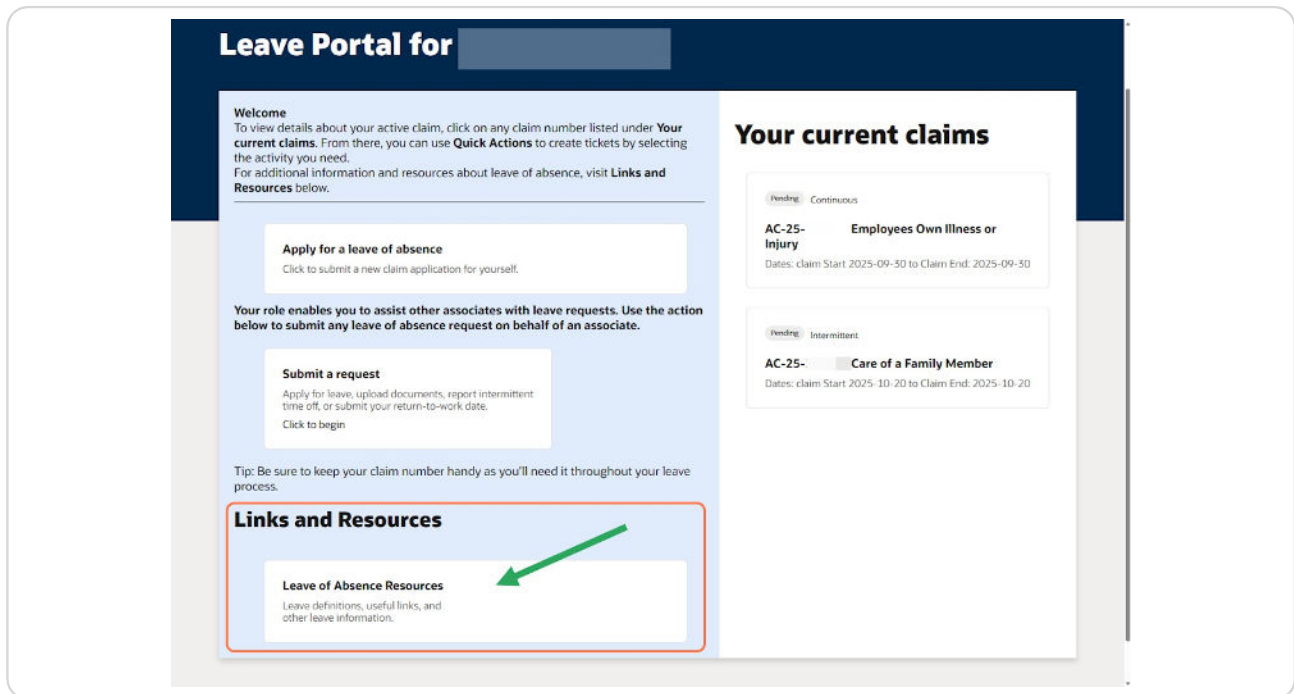 Leave Portal for
Welcome
To view details about your active claim, click on any claim number listed under Your
current claims. From there, you can use Quick Actions to create tickets by selecting
the activity you need.
For additional information and resources about leave of absence, visit Links and
Resources below.
Apply for a leave of absence
Click to submit a new claim application for yourself.
Your role enables you to assist other associates with leave requests. Use the action
below to submit any leave of absence request on behalf of an associate.
Submit a request
Apply for leave, upload documents, report intermittent
time off, or submit your return-to-work date.
Click to begin
Tip: Be sure to keep your claim number handy as you'll need it throughout your leave
process.
Links and Resources
Leave of Absence Resources
Leave definitions, useful links, and
other leave information.
Your current claims
Pending Continuous
AC-25- Employees Own Illness or
Injury
Dates: claim Start 2025-09-30 to Claim End: 2025-09-30
Pending Intermittent
AC-25- Care of a Family Member
Dates: claim Start 2025-10-20 to Claim End: 2025-10-20